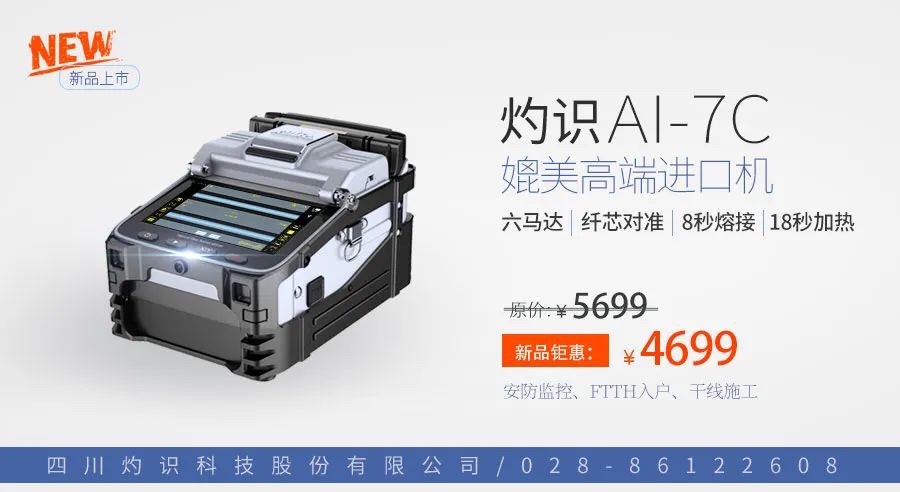 NEW
新品上市
灼识AI-7C
媲美高端进口机
六马达|纤芯对准|8秒熔接|18秒加热
原价:¥5699
新品钜惠: ¥4699
安防监控、FTTH入户、干线施工
四川灼识科技股份有限公司/028-86122608